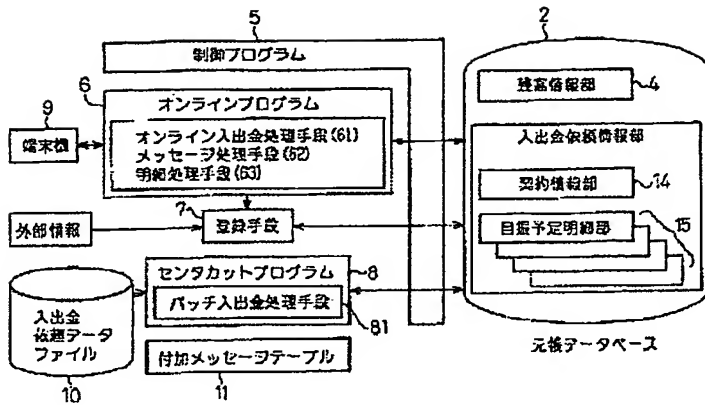 5
制御プログラム
2
6
オンラインプログラム
残高情報部
4
9
端末機
オンライン入出金処理手段(61)
メッセージ処理手段(62)
明細処理手段(63)
入出金依頼情報部
契約情報部
14
7
登録手段
外部情報
自振予定明細部
15
センタカットプログラム
8
バッチ入出金処理手段
81
入出金
依頼データ
ファイル
10
付加メッセージテーブル
11
元帳データベース